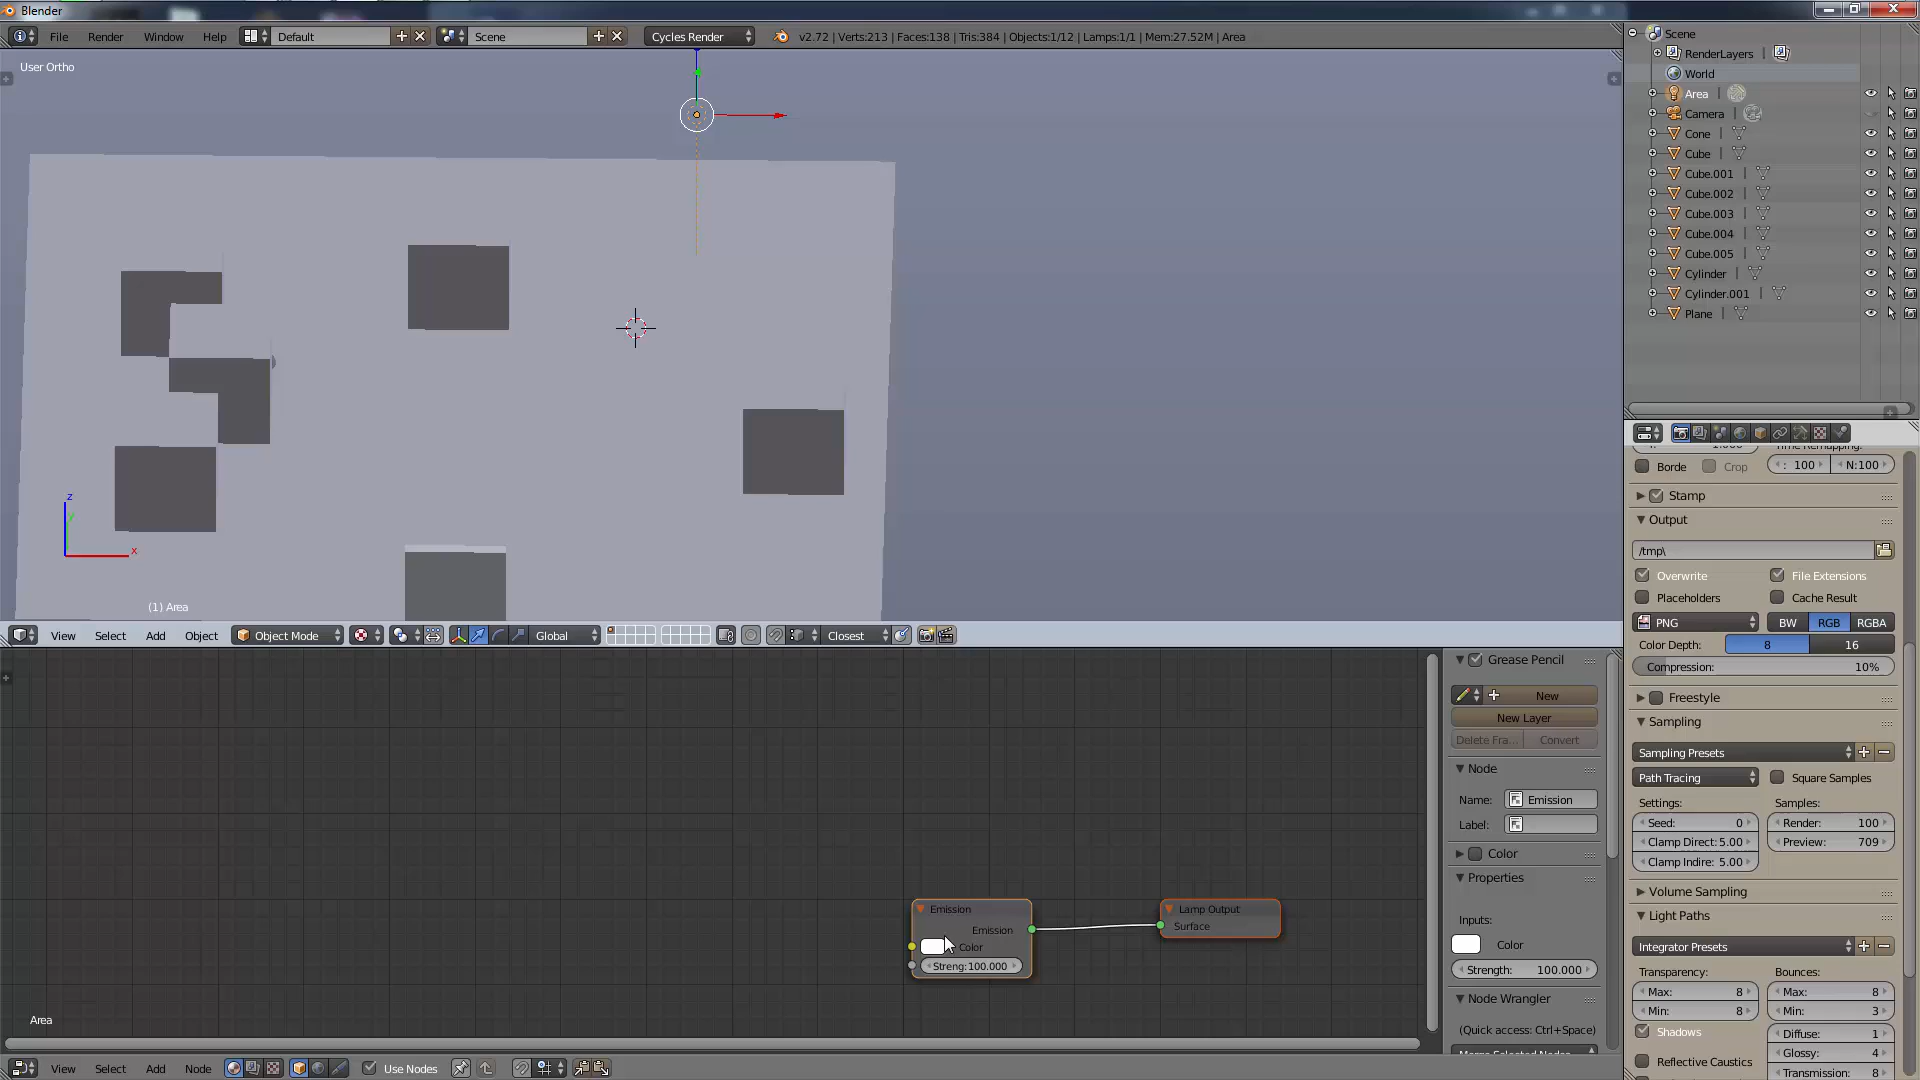 Blender
File Render Window Help Default Scene Cycles Render v2.72 | Verts:213 | Faces:138 | Tris:384 | Objects:1/12 | Lamps:1/1 | Mem:27.52M | Area
User Ortho
z
y
x
(1) Area
View Select Add Object Object Mode Global Closest
Emission
Emission
Color
Streng:100.000
Lamp Output
Surface
Area
View Select Add Node Use Nodes
Grease Pencil
New
New Layer
Delete Fra... Convert
Node
Name: Emission
Label:
Color
Properties
Inputs:
Color
Strength: 100.000
Node Wrangler
(Quick access: Ctrl+Space)
Scene
RenderLayers |
World
Area |
Camera |
Cone |
Cube |
Cube.001 |
Cube.002 |
Cube.003 |
Cube.004 |
Cube.005 |
Cylinder |
Cylinder.001 |
Plane |
Borde Crop : 100 N:100
Stamp
Output
/tmp\
Overwrite File Extensions
Placeholders Cache Result
PNG BW RGB RGBA
Color Depth: 8 16
Compression: 10%
Freestyle
Sampling
Sampling Presets
Path Tracing Square Samples
Settings: Samples:
Seed: 0 Render: 100
Clamp Direct: 5.00 Preview: 709
Clamp Indire: 5.00
Volume Sampling
Light Paths
Integrator Presets
Transparency: Bounces:
Max: 8 Max: 8
Min: 8 Min: 3
Shadows Diffuse: 1
Reflective Caustics Glossy: 4
Transmission: 8